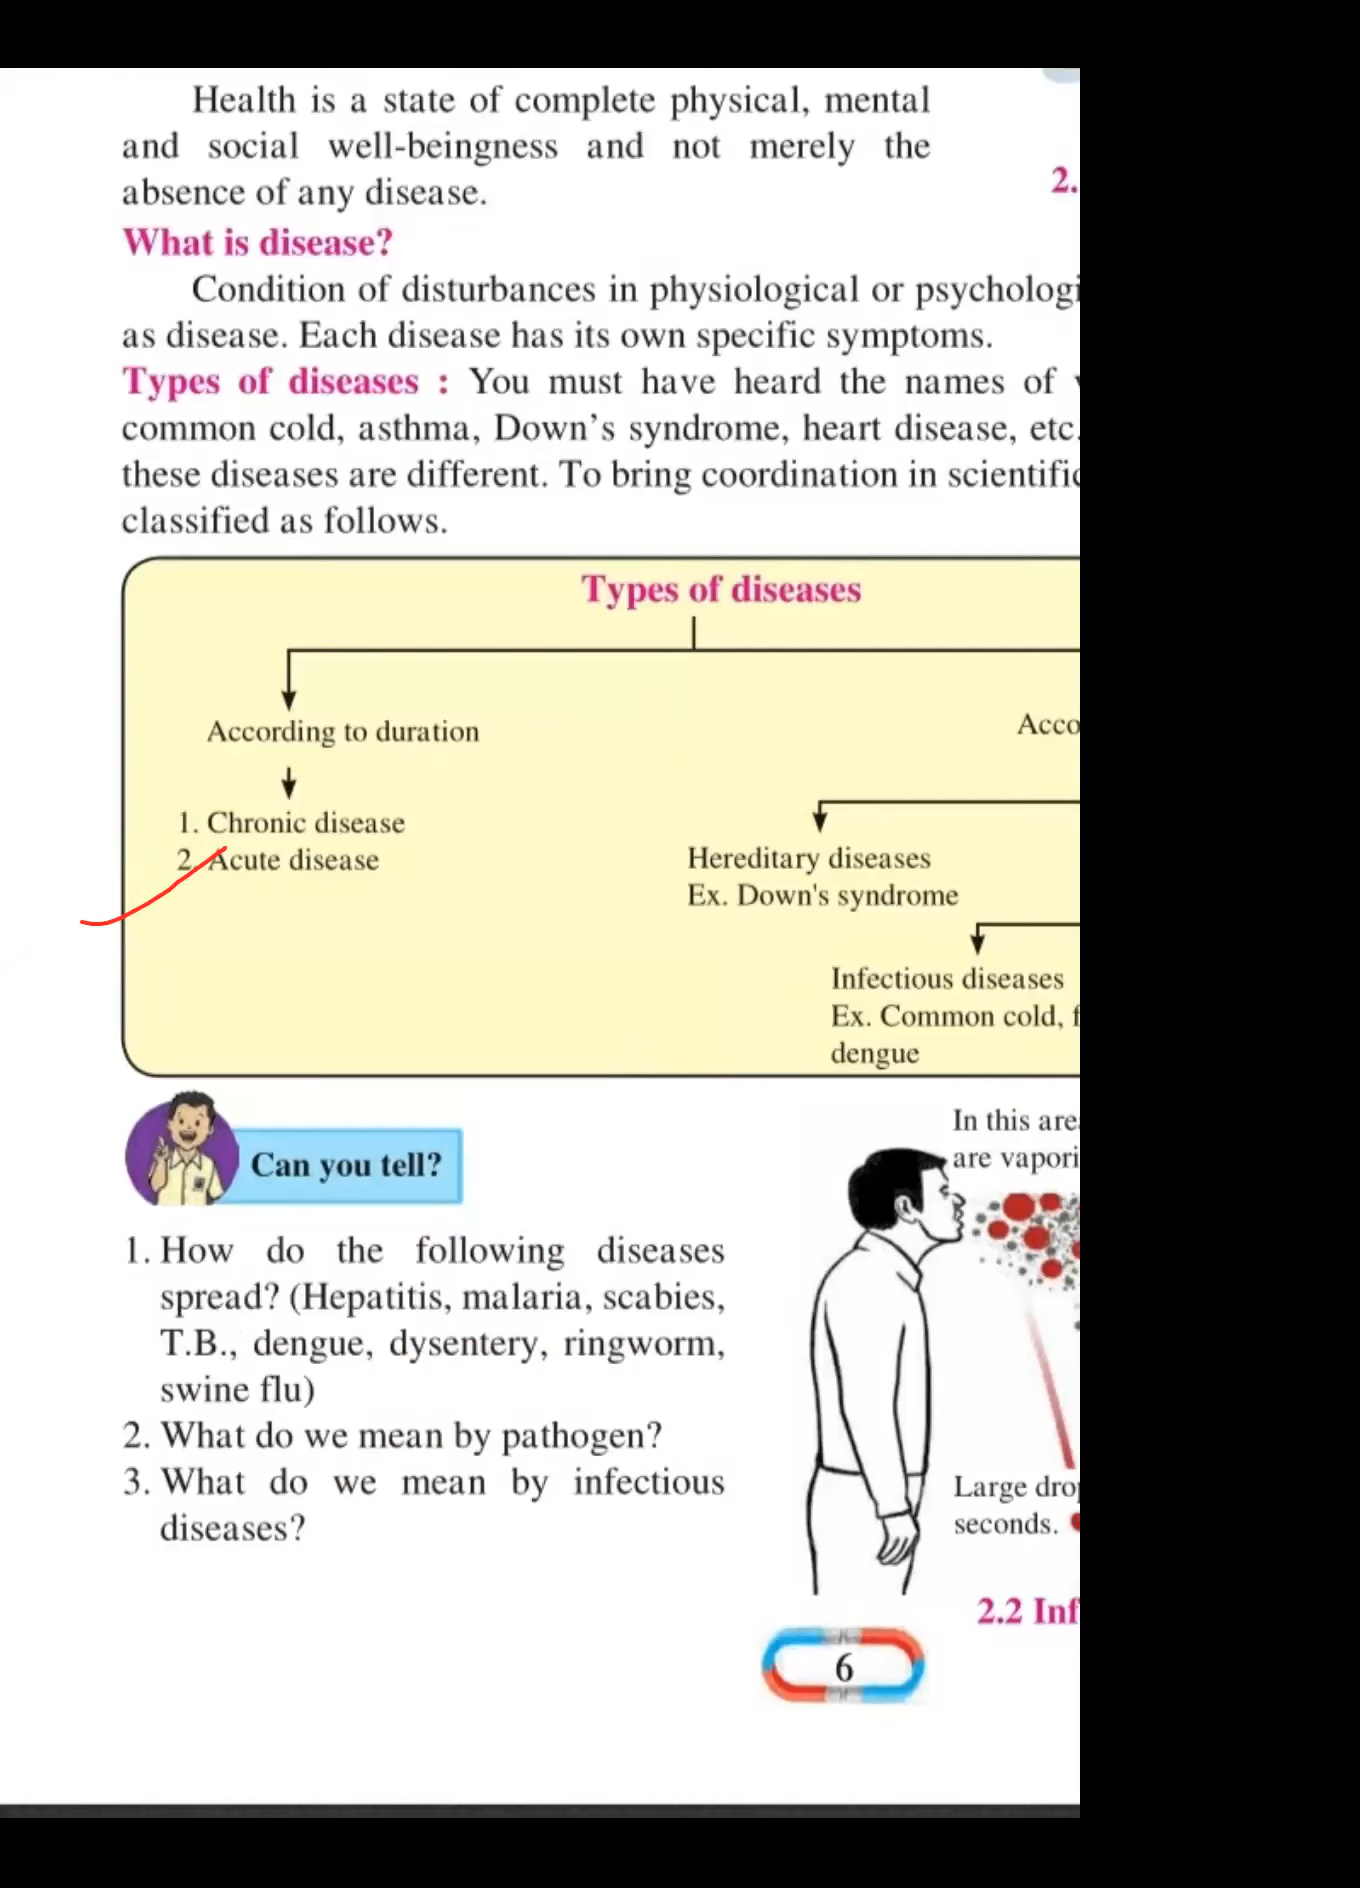 Health is a state of complete physical, mental
and social well-beingness and not merely the
absence of any disease.
2.
What is disease?
Condition of disturbances in physiological or
as disease. Each disease has its own specific symptoms.
Types of diseases : You must have heard the names of
common cold, asthma, Down’s syndrome, heart disease, etc.
these diseases are different. To bring coordination in
classified as follows.
Types of diseases
According to duration
1. Chronic disease
2. Acute disease
Hereditary diseases
Ex. Down's syndrome
Infectious diseases
Ex. Common cold,
dengue
Can you tell?
1. How do the following diseases
spread? (Hepatitis, malaria, scabies,
T.B., dengue, dysentery, ringworm,
swine flu)
2. What do we mean by pathogen?
3. What do we mean by infectious
diseases?
In this
are
Large
seconds.
2.2
6